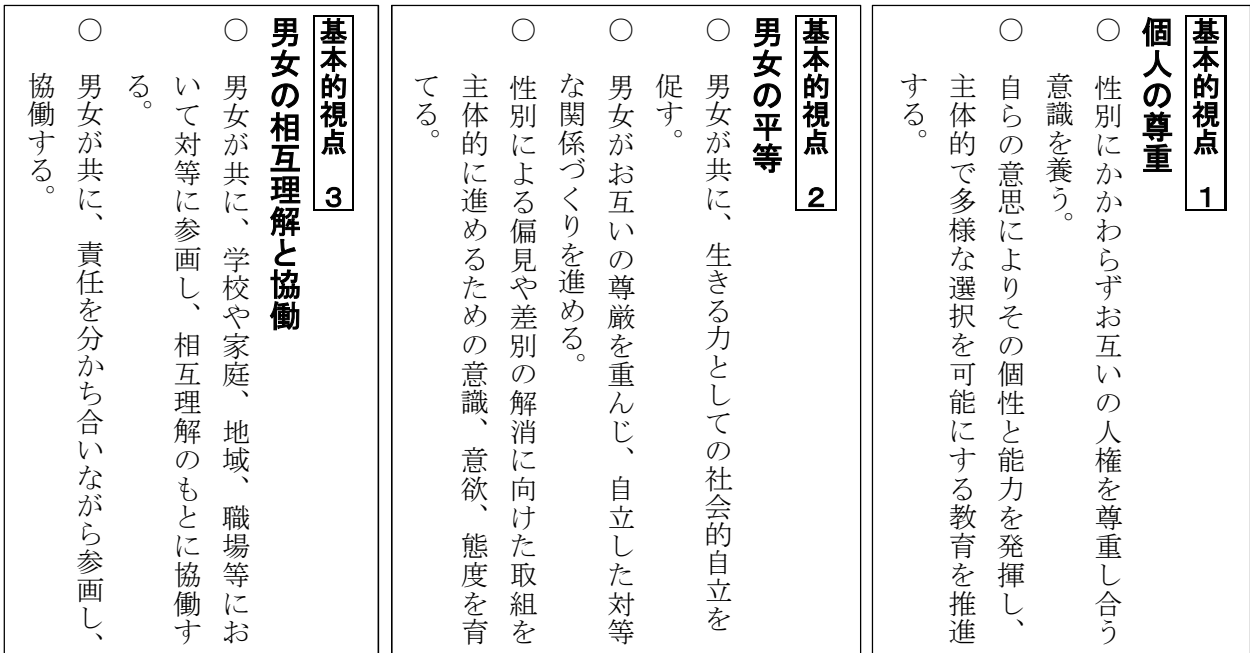 基本的視点 1
個人の尊重
○ 性別にかかわらずお互いの人権を尊重し合う
意識を養う。
○ 自らの意思によりその個性と能力を発揮し、
主体的で多様な選択を可能にする教育を推進
する。
基本的視点 2
男女の平等
○ 男女が共に、生きる力としての社会的自立を
促す。
○ 男女がお互いの尊厳を重んじ、自立した対等
な関係づくりを進める。
○ 性別による偏見や差別の解消に向けた取組を
主体的に進めるための意識、意欲、態度を育
てる。
基本的視点 3
男女の相互理解と協働
○ 男女が共に、学校や家庭、地域、職場等にお
いて対等に参画し、相互理解のもとに協働す
る。
○ 男女が共に、責任を分かち合いながら参画し、
協働する。